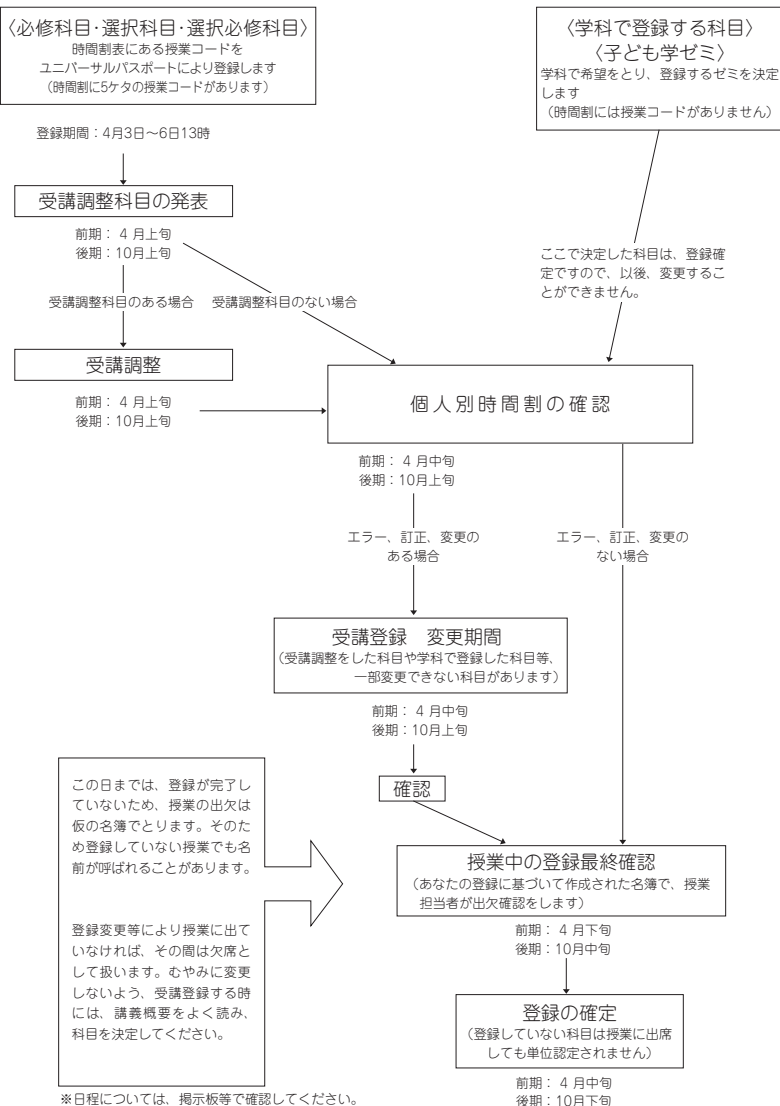 〈必修科目・選択科目・選択必修科目〉
時間割表にある授業コードを
ユニバーサルパスポートにより登録します
（時間割に5ケタの授業コードがあります）
登録期間：4月3日〜6日13時
〈学科で登録する科目〉
〈子ども学ゼミ〉
学科で希望をとり、登録するゼミを決定
します
（時間割には授業コードがありません）
受講調整科目の発表
前期： 4 月上旬
後期：10月上旬
ここで決定した科目は、登録確
定ですので、以後、変更するこ
とができません。
受講調整科目のある場合
受講調整科目のない場合
受講調整
前期： 4 月上旬
後期：10月上旬
個人別時間割の確認
前期： 4 月中旬
後期：10月上旬
エラー、訂正、変更の
ある場合
エラー、訂正、変更の
ない場合
受講登録　変更期間
（受講調整をした科目や学科で登録した科目等、
一部変更できない科目があります）
前期： 4 月中旬
後期：10月上旬
確認
この日までは、登録が完了し
ていないため、授業の出欠は
仮の名簿でとります。そのた
め登録していない授業でも名
前が呼ばれることがあります。
登録変更等により授業に出て
いなければ、その間は欠席と
して扱います。むやみに変更
しないよう、受講登録する時
には、講義概要をよく読み、
科目を決定してください。
授業中の登録最終確認
（あなたの登録に基づいて作成された名簿で、授業
担当者が出欠確認をします）
前期： 4 月下旬
後期：10月中旬
登録の確定
（登録していない科目は授業に出席
しても単位認定されません）
前期： 4 月中旬
後期：10月下旬
※日程については、掲示板等で確認してください。